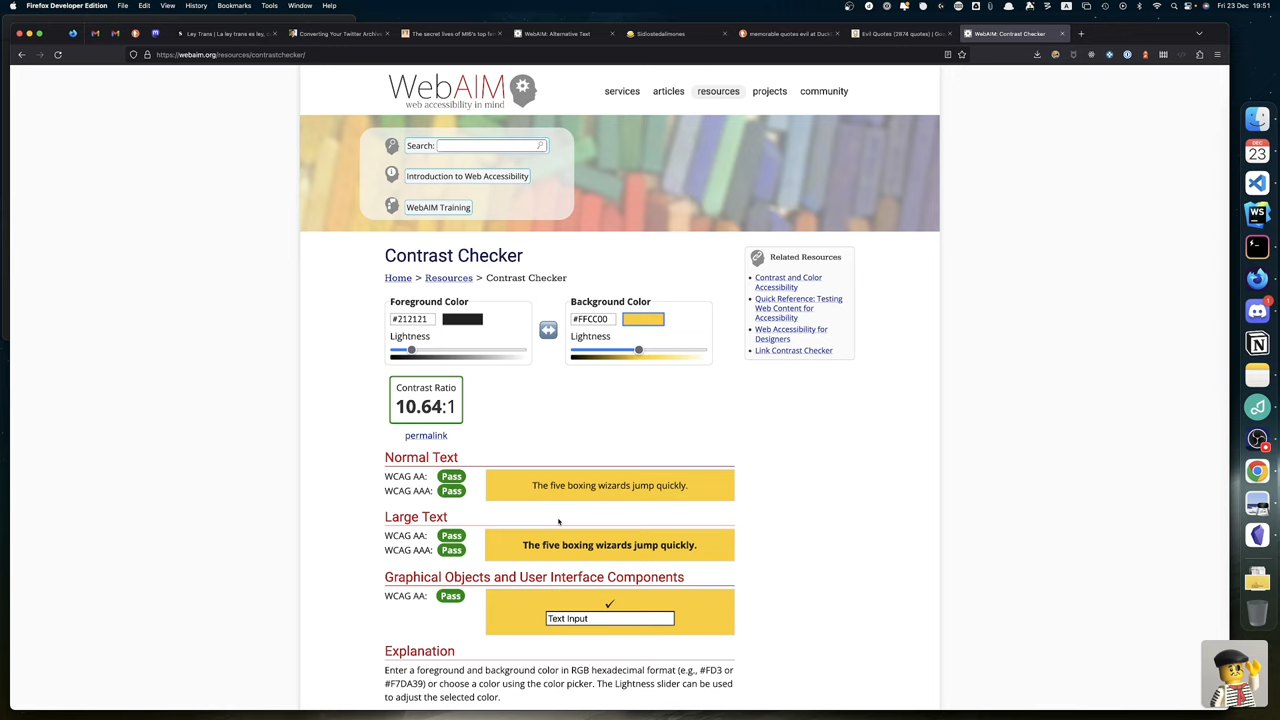 Firefox Developer Edition File Edit View History Bookmarks Tools Window Help Fri 23 Dec 19:51
Ley Trans | La ley trans es ley, c Converting Your Twitter Archive The secret lives of MI6's top fe WebAIM: Alternative Text Sidiostedalimones memorable quotes evil at Duck Evil Quotes (2874 quotes) | Goo WebAIM: Contrast Checker
https://webaim.org/resources/contrastchecker/
WebAIM
web accessibility in mind
services articles resources projects community
Search:
Introduction to Web Accessibility
WebAIM Training
Contrast Checker
Home > Resources > Contrast Checker
Foreground Color
#212121
Lightness
Background Color
#FFCC00
Lightness
Contrast Ratio
10.64:1
permalink
Normal Text
WCAG AA: Pass
WCAG AAA: Pass
The five boxing wizards jump quickly.
Large Text
WCAG AA: Pass
WCAG AAA: Pass
The five boxing wizards jump quickly.
Graphical Objects and User Interface Components
WCAG AA: Pass
✓
Text Input
Explanation
Enter a foreground and background color in RGB hexadecimal format (e.g., #FD3 or
#F7DA39) or choose a color using the color picker. The Lightness slider can be used
to adjust the selected color.
Related Resources
Contrast and Color
Accessibility
Quick Reference: Testing
Web Content for
Accessibility
Web Accessibility for
Designers
Link Contrast Checker
DEC
23
WS